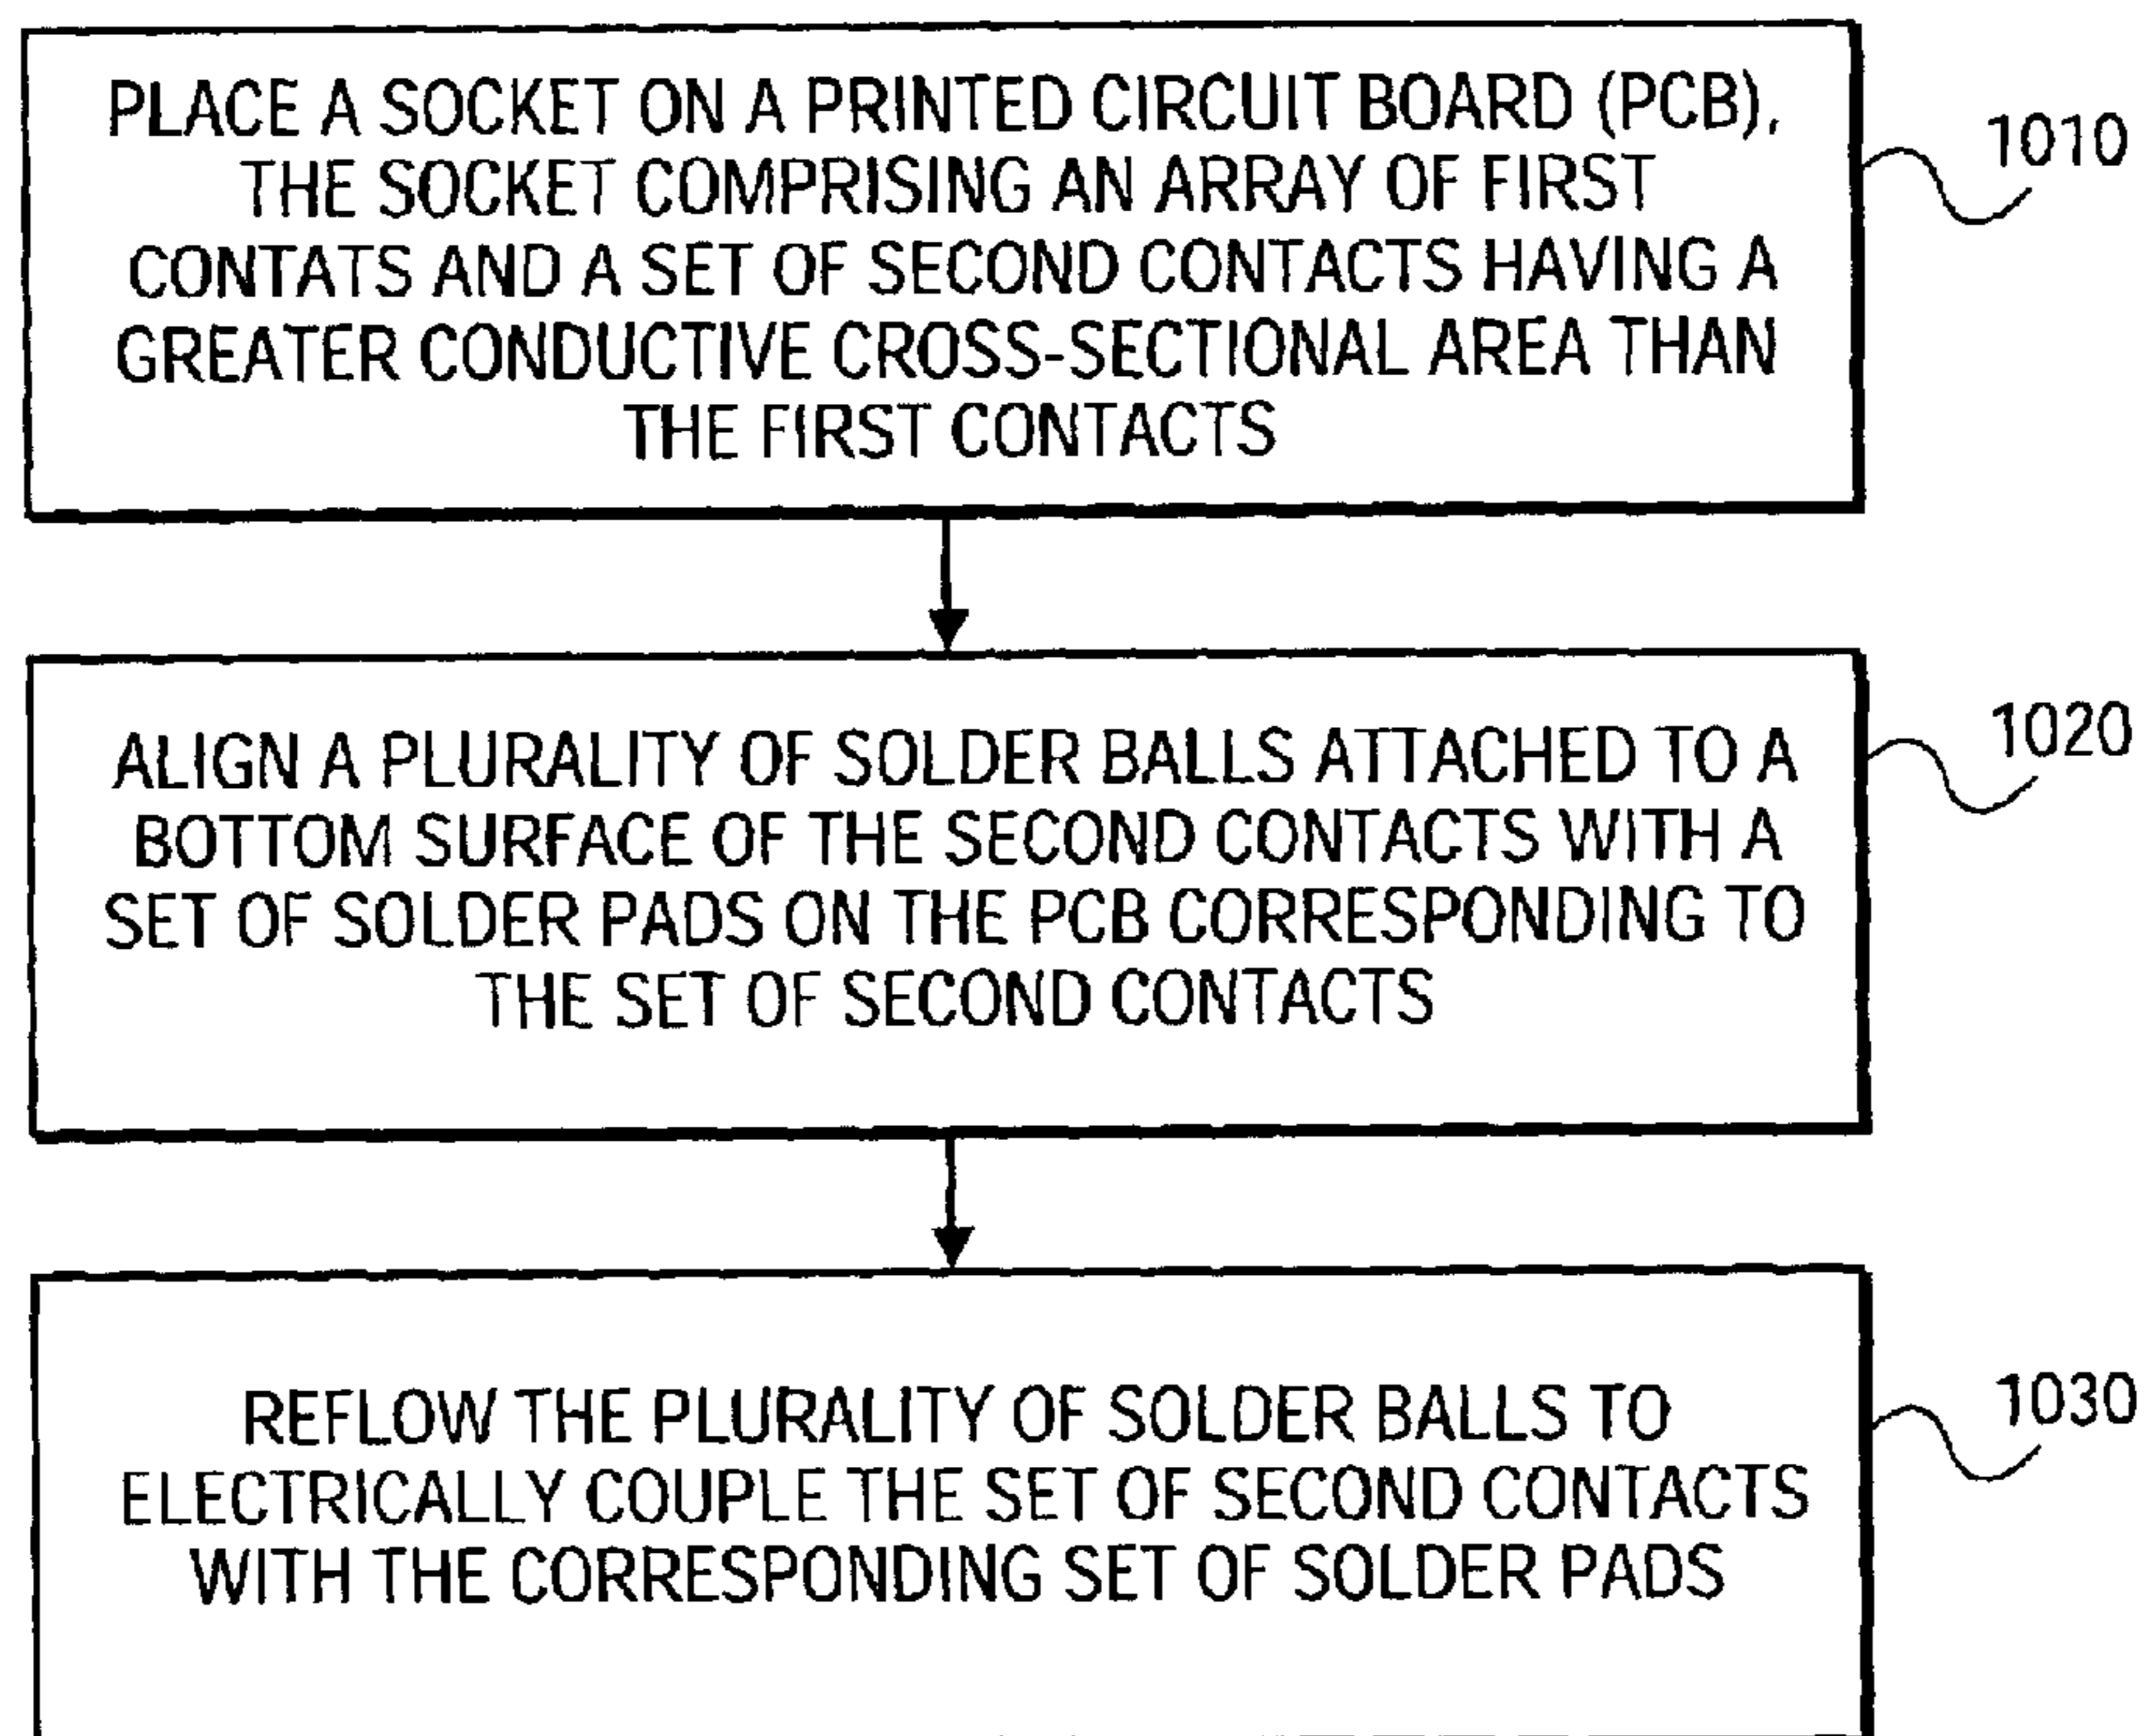 PLACE A SOCKET ON A PRINTED CIRCUIT BOARD (PCB),
THE SOCKET COMPRISING AN ARRAY OF FIRST
CONTATS AND A SET OF SECOND CONTACTS HAVING A
GREATER CONDUCTIVE CROSS-SECTIONAL AREA THAN
THE FIRST CONTACTS
1010
ALIGN A PLURALITY OF SOLDER BALLS ATTACHED TO A
BOTTOM SURFACE OF THE SECOND CONTACTS WITH A
SET OF SOLDER PADS ON THE PCB CORRESPONDING TO
THE SET OF SECOND CONTACTS
1020
REFLOW THE PLURALITY OF SOLDER BALLS TO
ELECTRICALLY COUPLE THE SET OF SECOND CONTACTS
WITH THE CORRESPONDING SET OF SOLDER PADS
1030